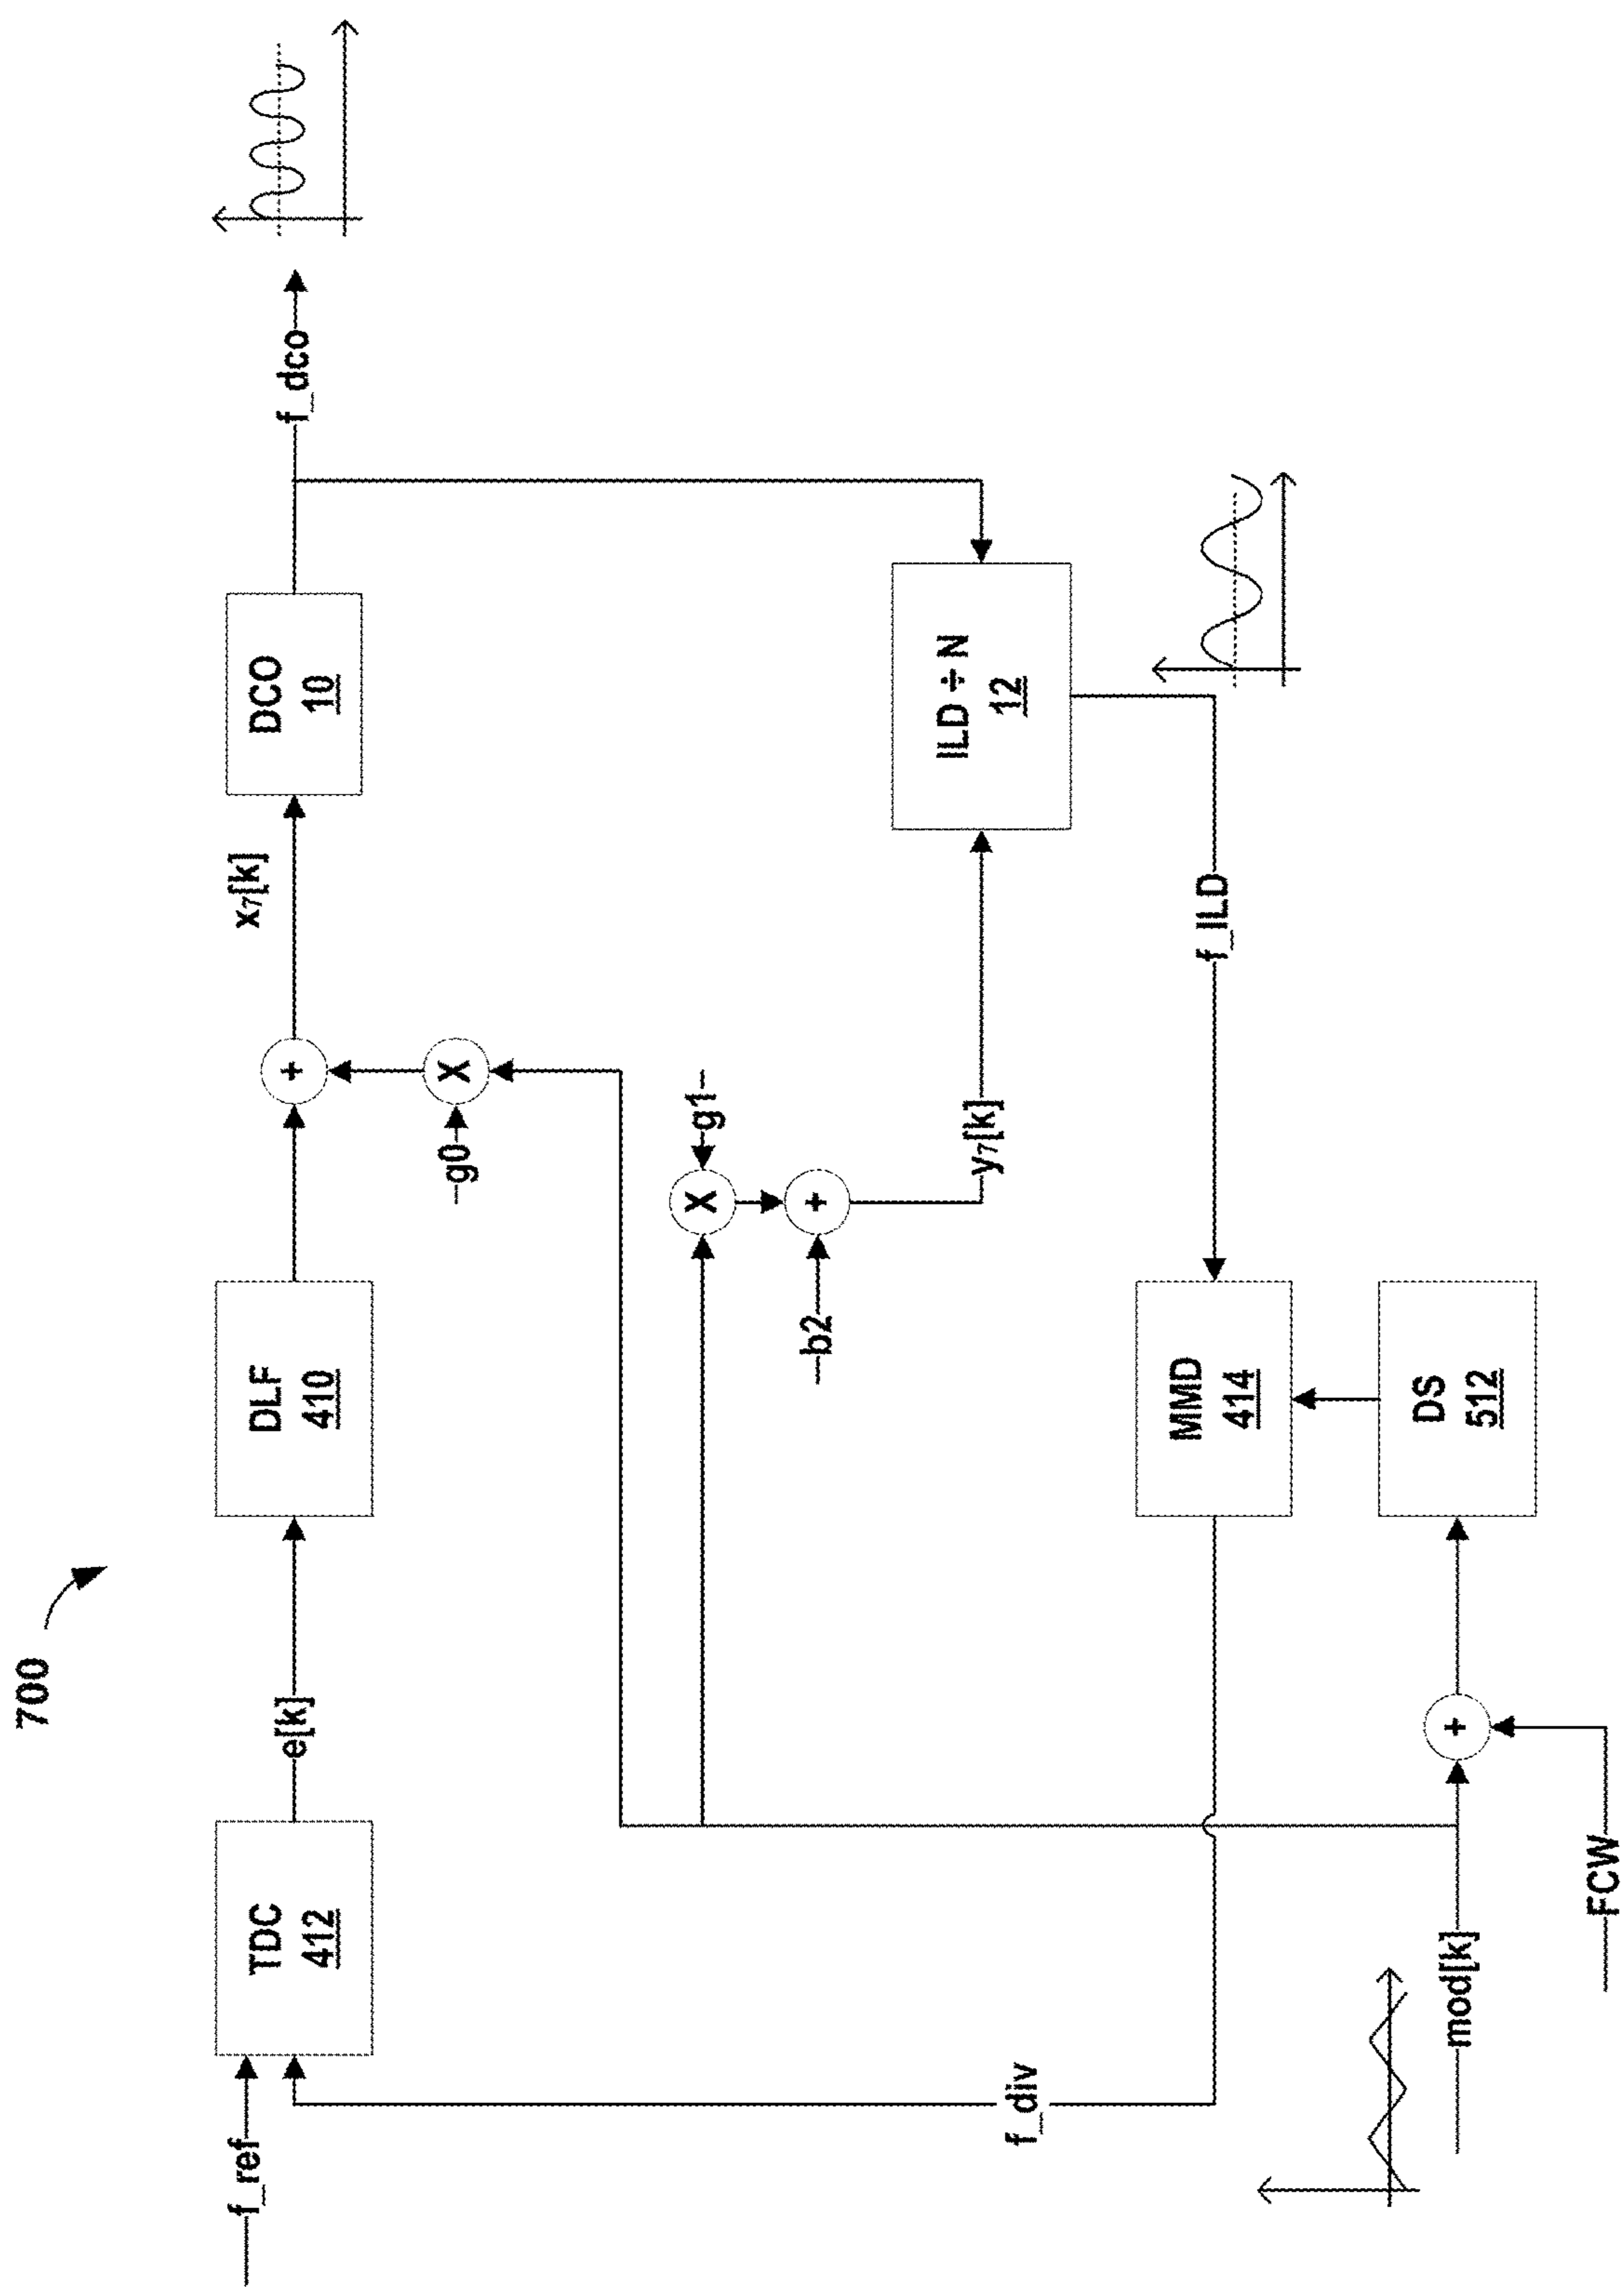 700
f_ref
TDC
412
e[k]
DLF
410
+
x₇[k]
DCO
10
f_dco
X
g0
X
g1
+
b2
y₇[k]
ILD ÷ N
12
f_ILD
f_div
MMD
414
DS
512
mod[k]
+
FCW